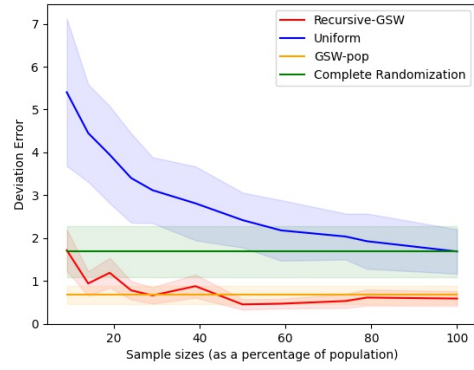 Recursive-GSW
Uniform
GSW-pop
Complete Randomization
Deviation Error
7
6
5
4
3
2
1
0
20 40 60 80 100
Sample sizes (as a percentage of population)